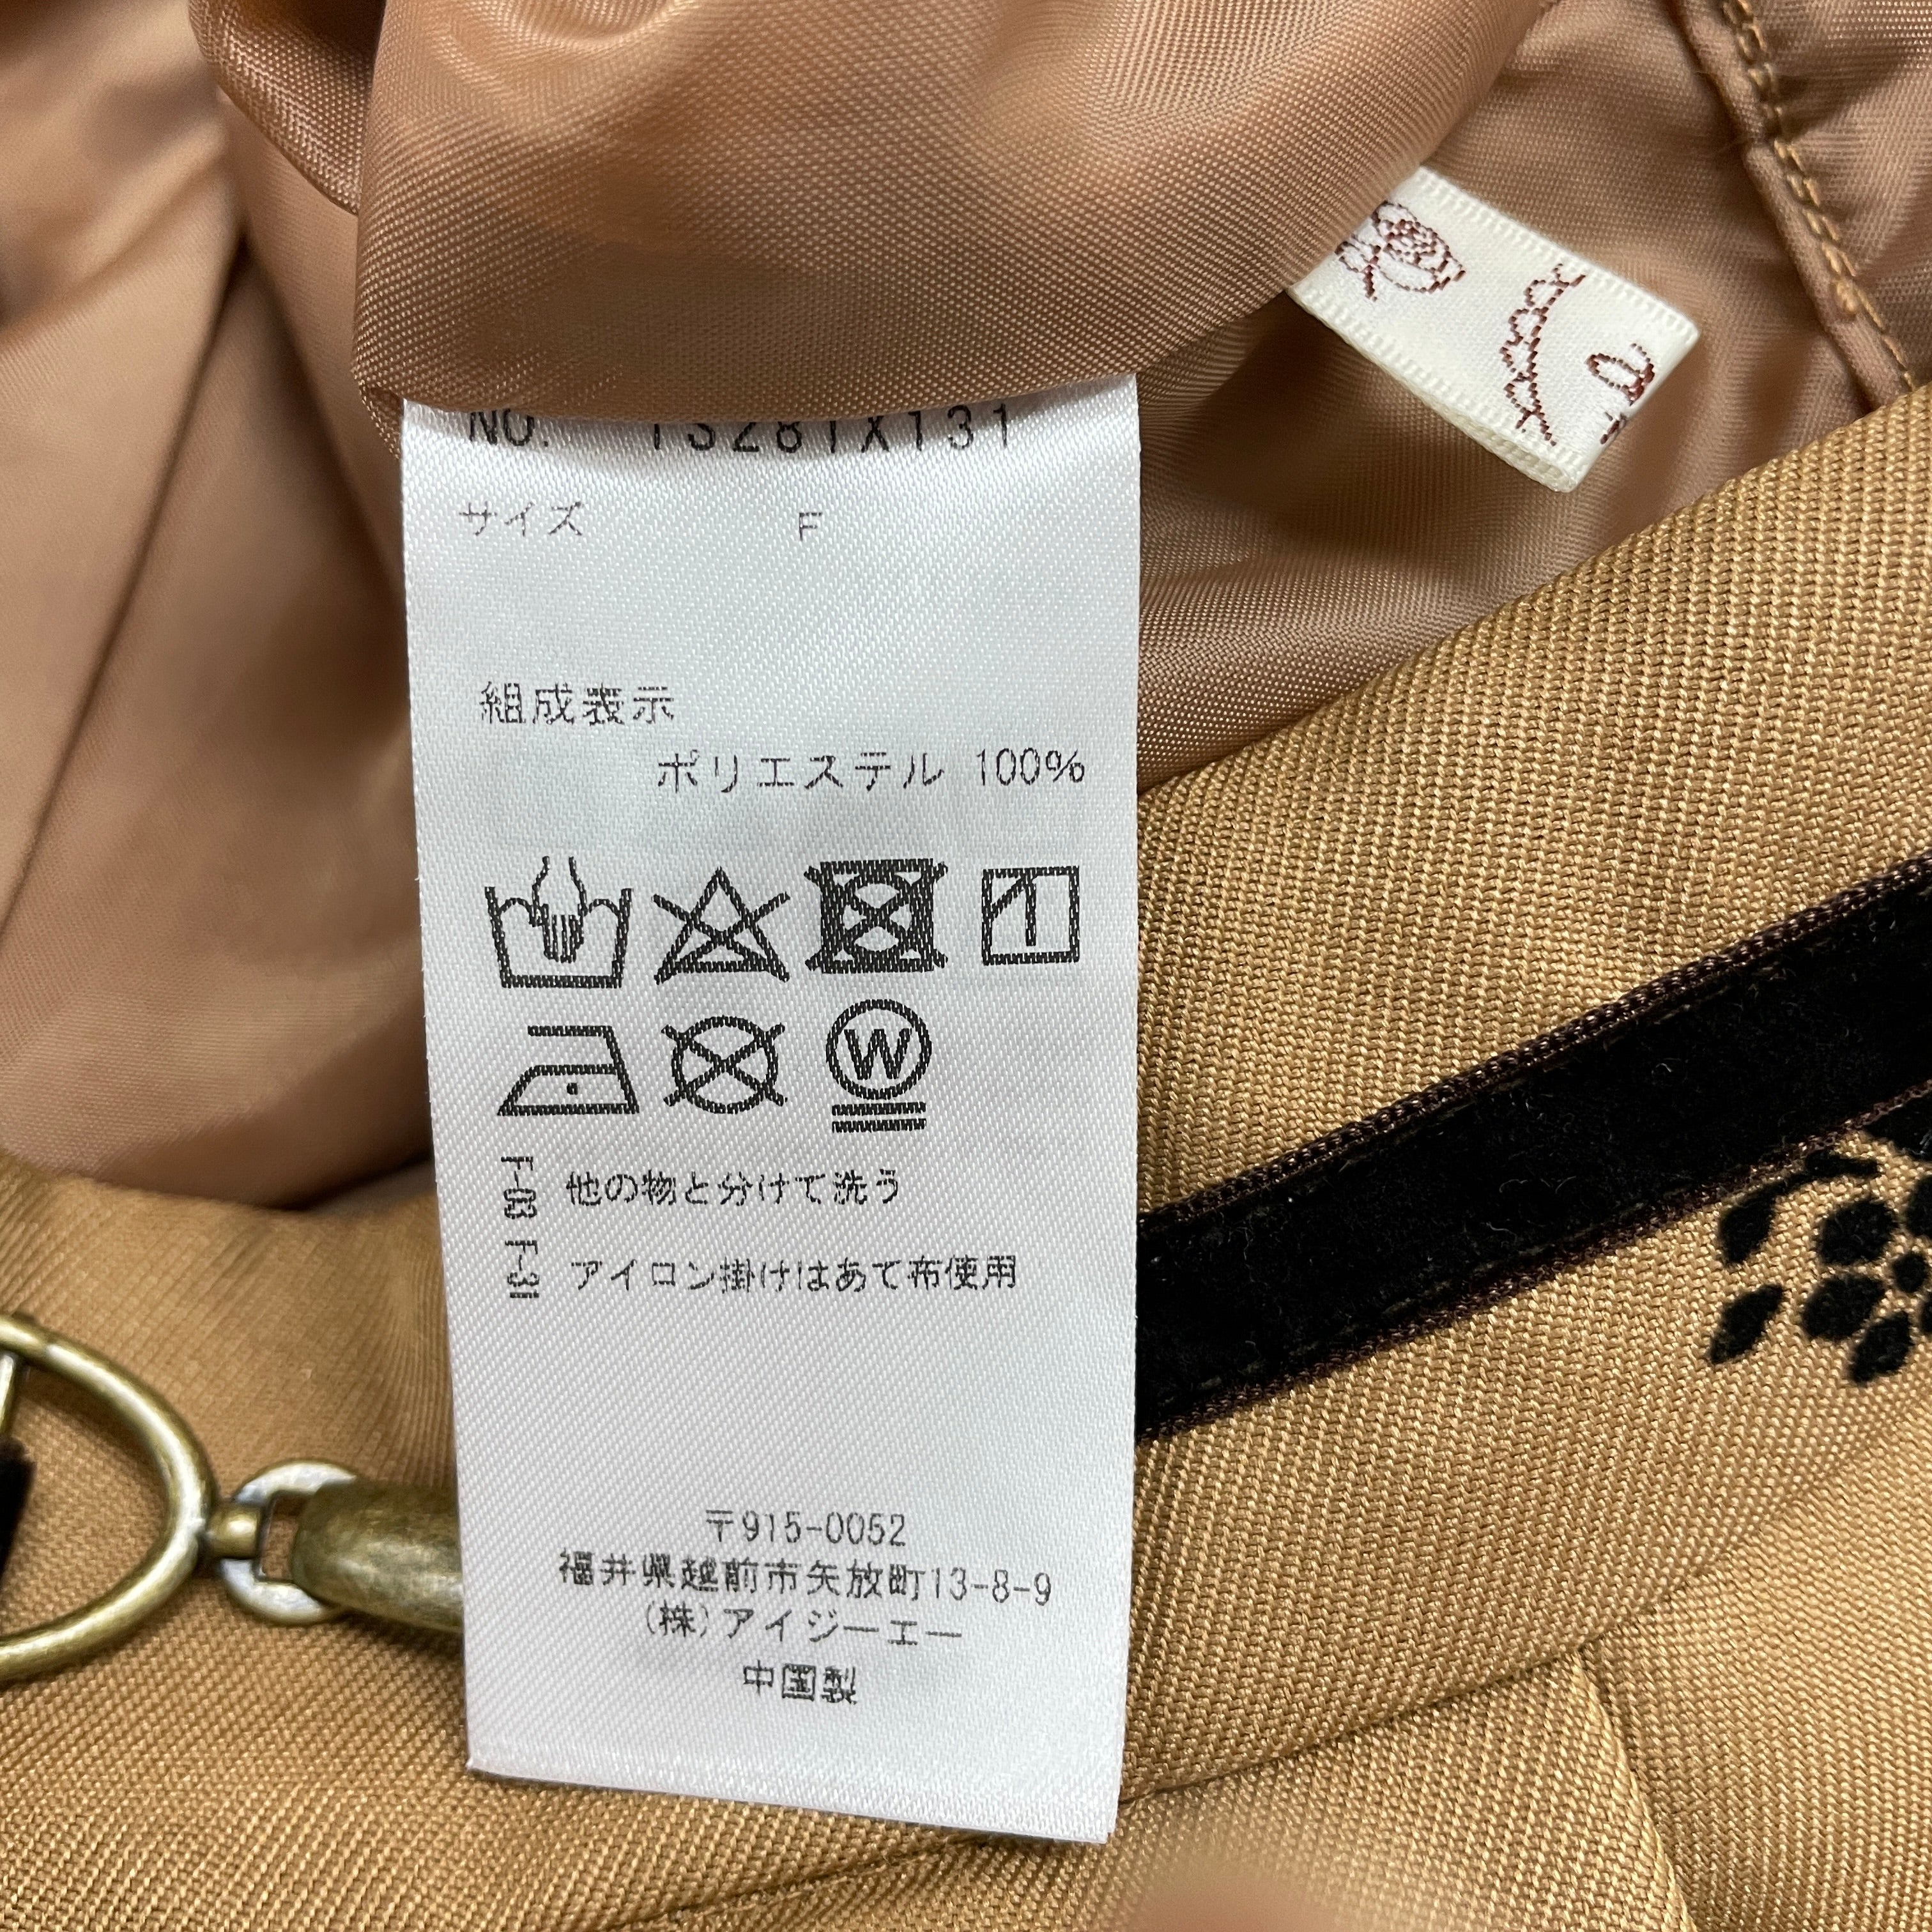 NO. 13281X131
サイズ F
組成表示
ポリエステル 100%
W
F-03 他の物と分けて洗う
F-31 アイロン掛けはあて布使用
〒915-0052
福井県越前市矢放町13-8-9
(株)アイジーエー
中国製